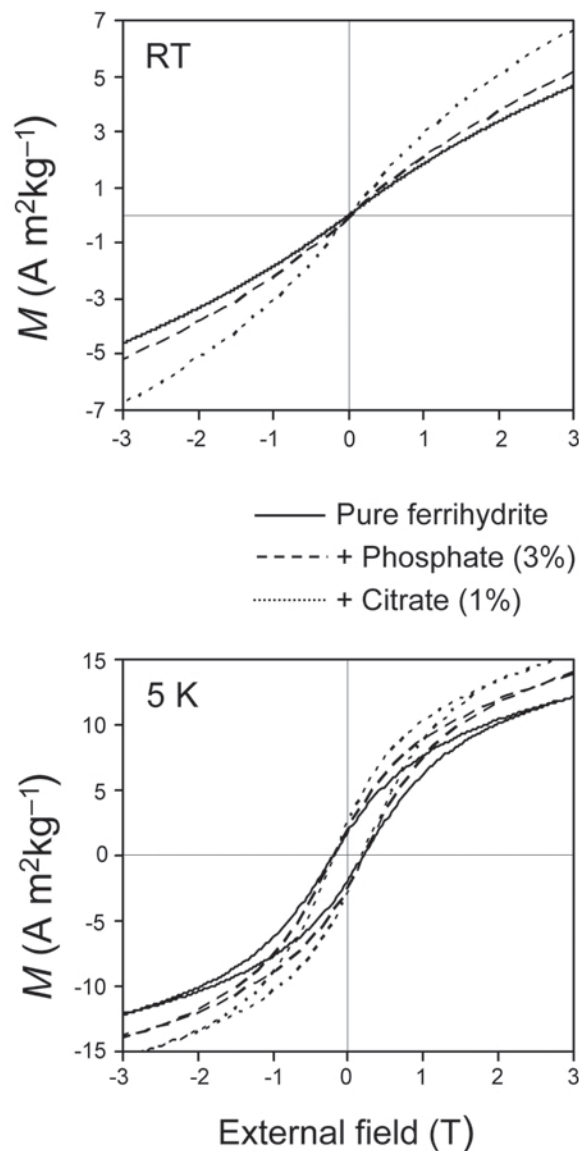 RT
M (A m²kg⁻¹)
7
5
3
1
-1
-3
-5
-7
-3 -2 -1 0 1 2 3
Pure ferrihydrite
+ Phosphate (3%)
+ Citrate (1%)
5 K
M (A m²kg⁻¹)
15
10
5
0
-5
-10
-15
-3 -2 -1 0 1 2 3
External field (T)